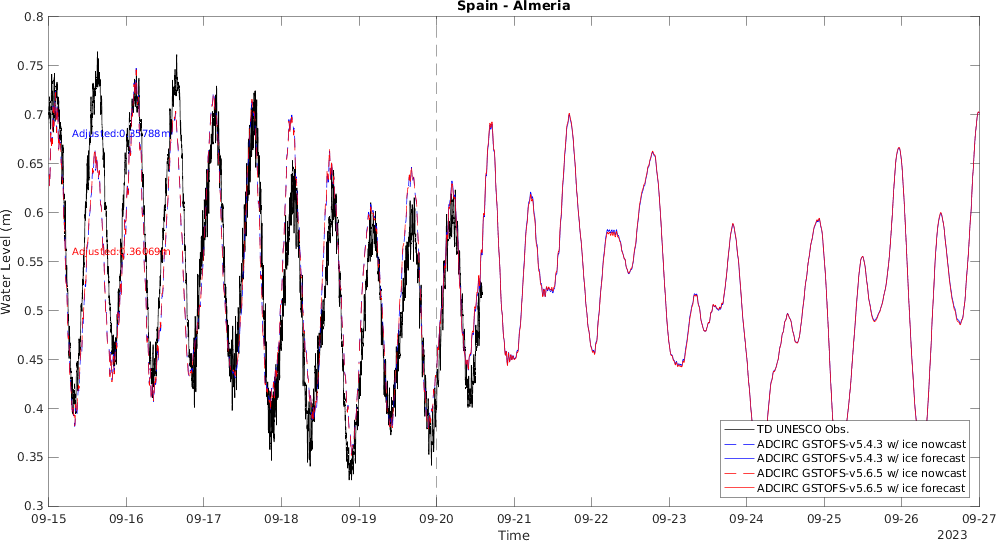 Spain - Almeria
0.8
0.75
0.7
0.65
0.6
0.55
0.5
0.45
0.4
0.35
0.3
Water Level (m)
Adjusted:0.35788m
Adjusted:0.36069m
TD UNESCO Obs.
ADCIRC GSTOFS-v5.4.3 w/ ice nowcast
ADCIRC GSTOFS-v5.4.3 w/ ice forecast
ADCIRC GSTOFS-v5.6.5 w/ ice nowcast
ADCIRC GSTOFS-v5.6.5 w/ ice forecast
09-15 09-16 09-17 09-18 09-19 09-20 09-21 09-22 09-23 09-24 09-25 09-26 09-27
Time
2023